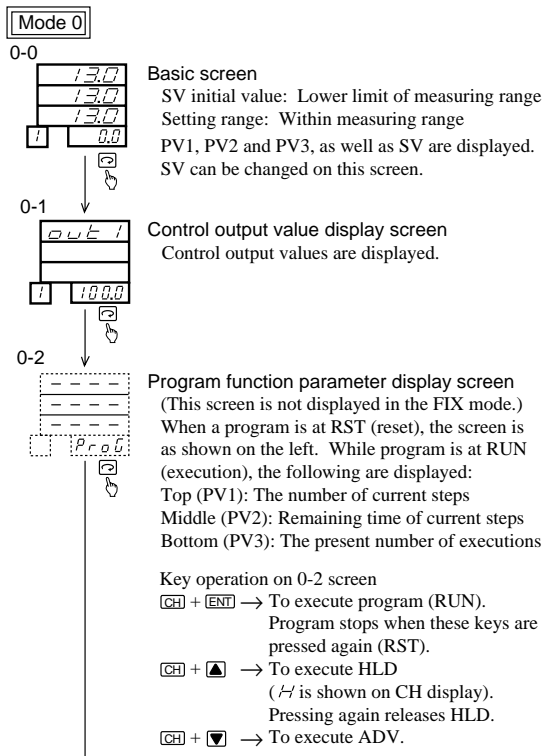 Mode 0
0-0
13.0
13.0
13.0
1 0.0
Basic screen
SV initial value: Lower limit of measuring range
Setting range: Within measuring range
PV1, PV2 and PV3, as well as SV are displayed.
SV can be changed on this screen.
0-1
out 1
1 100.0
Control output value display screen
Control output values are displayed.
0-2
- - - -
- - - -
- - - -
ProG
Program function parameter display screen
(This screen is not displayed in the FIX mode.)
When a program is at RST (reset), the screen is
as shown on the left. While program is at RUN
(execution), the following are displayed:
Top (PV1): The number of current steps
Middle (PV2): Remaining time of current steps
Bottom (PV3): The present number of executions
Key operation on 0-2 screen
CH + ENT → To execute program (RUN).
Program stops when these keys are
pressed again (RST).
CH + ▲ → To execute HLD
( H is shown on CH display).
Pressing again releases HLD.
CH + ▼ → To execute ADV.